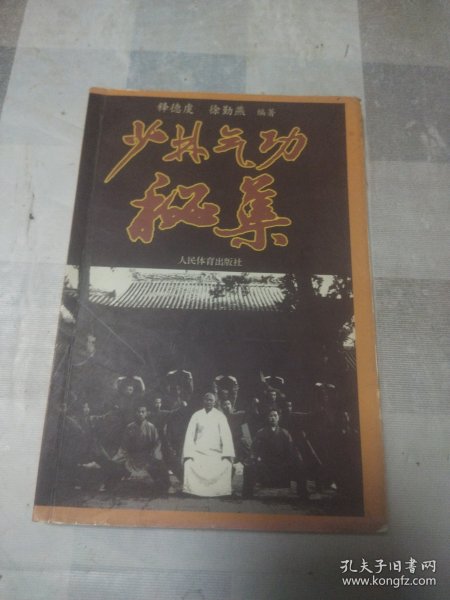 释德虔 徐勤燕 编著
少林气功
秘集
人民体育出版社
孔夫子旧书网
www.kongfz.com